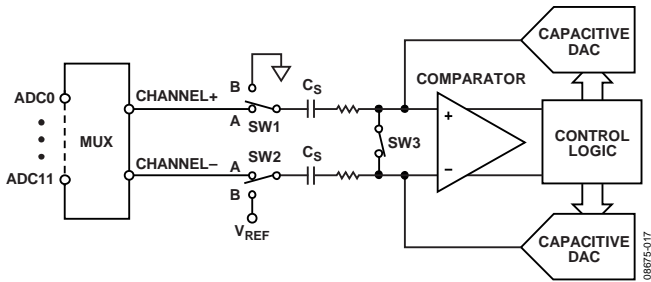 CAPACITIVE
DAC
B
CS
COMPARATOR
ADC0
CHANNEL+
A
SW1
+
MUX
SW3
CONTROL
LOGIC
CHANNEL–
A
SW2
CS
–
ADC11
B
VREF
CAPACITIVE
DAC
08675-017